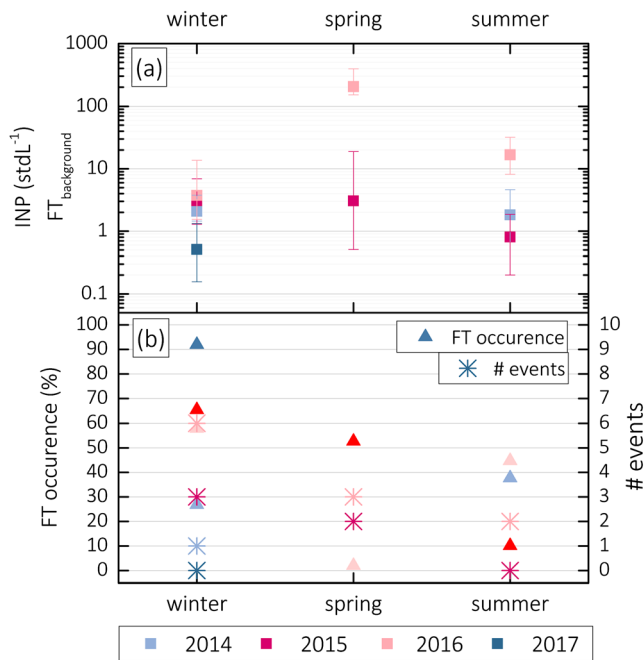 winter spring summer
(a)
INP (stdL⁻¹)
FT_background
1000
100
10
1
0.1
(b)
FT occurence (%)
100
90
80
70
60
50
40
30
20
10
0
FT occurence
# events
# events
10
9
8
7
6
5
4
3
2
1
0
winter spring summer
2014 2015 2016 2017